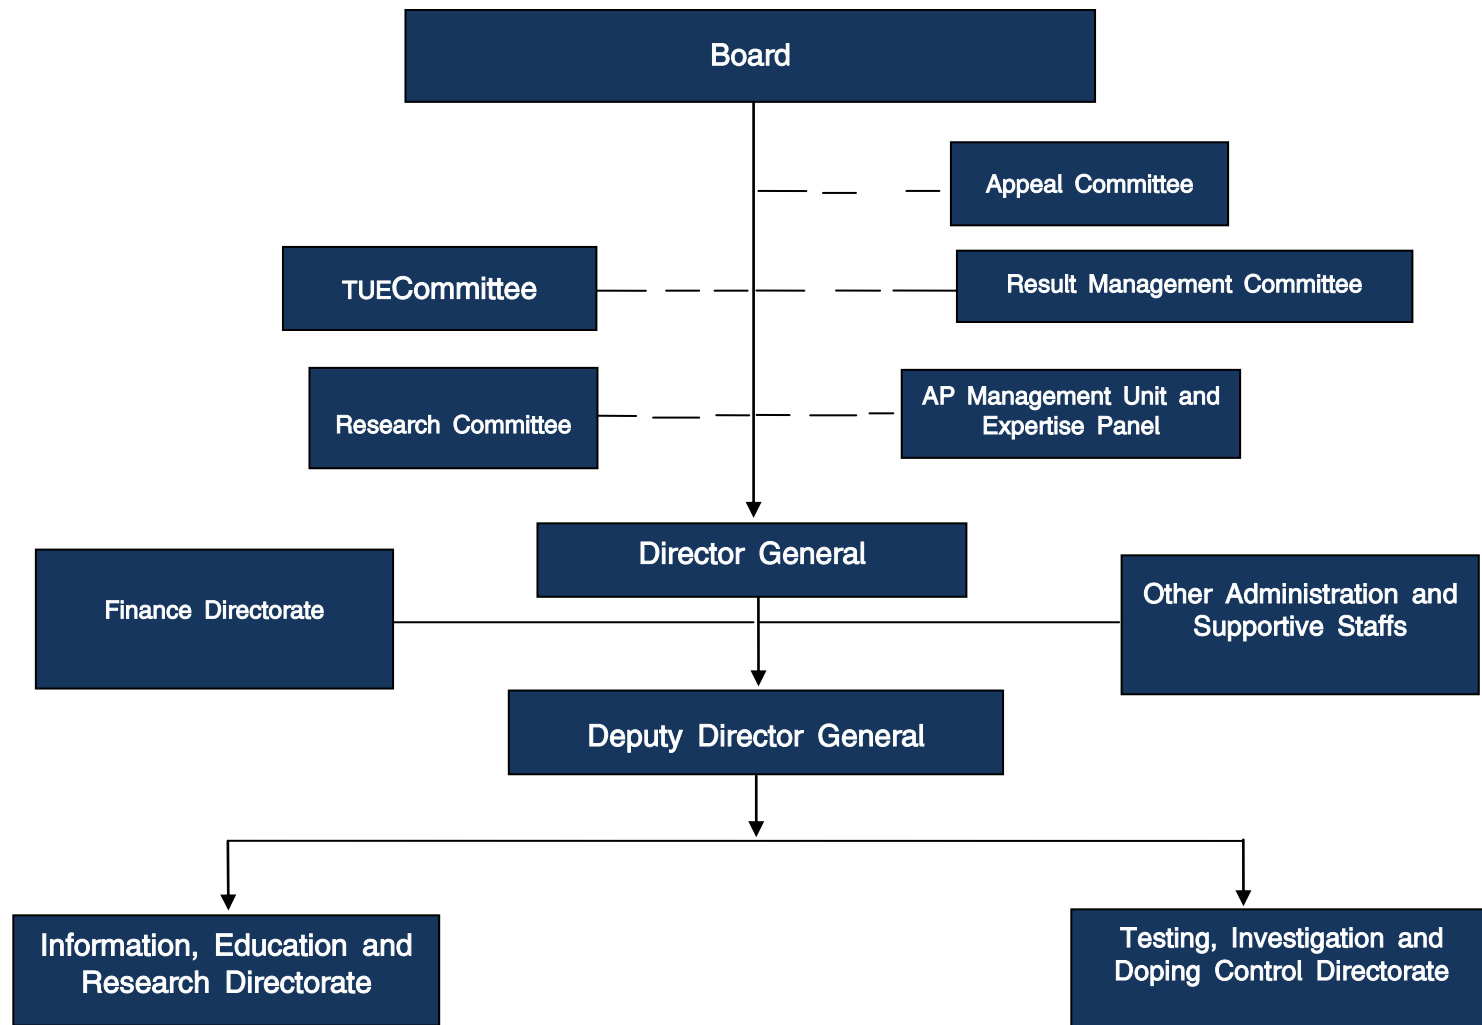 Board
Appeal Committee
TUECommittee
Result Management Committee
Research Committee
AP Management Unit and
Expertise Panel
Director General
Finance Directorate
Other Administration and
Supportive Staffs
Deputy Director General
Information, Education and
Research Directorate
Testing, Investigation and
Doping Control Directorate